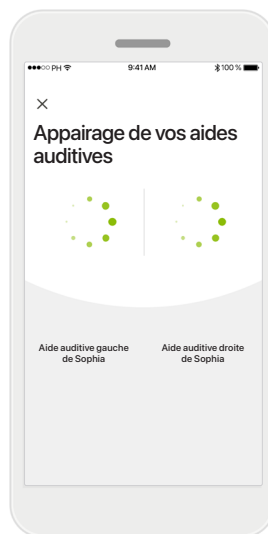 ●●●○○ PH 9:41 AM 100 %
Appairage de vos aides
auditives
Aide auditive gauche Aide auditive droite
de Sophia de Sophia